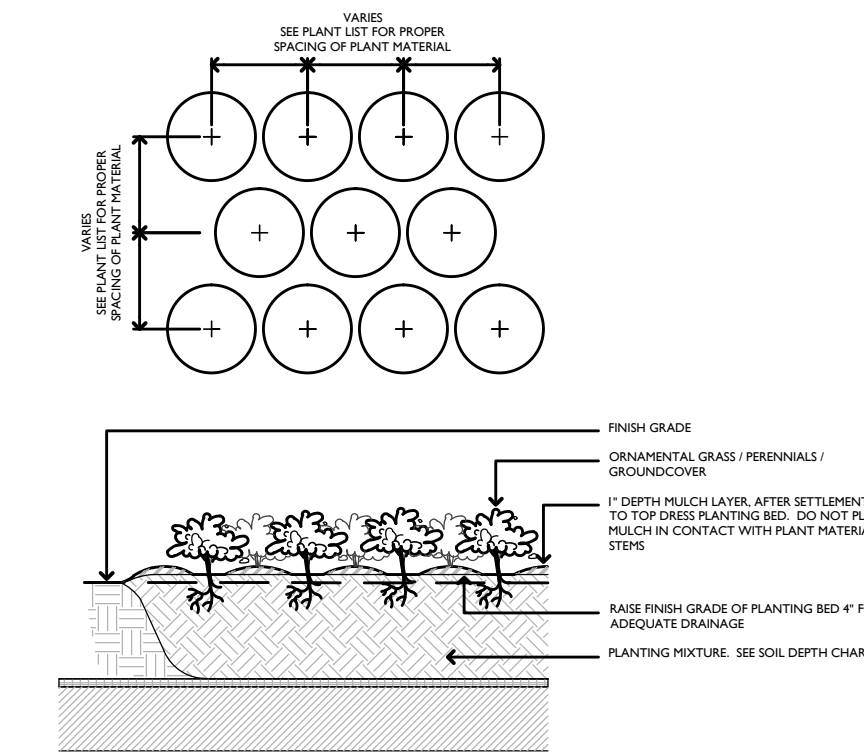 VARIES
SEE PLANT LIST FOR PROPER
SPACING OF PLANT MATERIAL
VARIES
SEE PLANT LIST FOR PROPER
SPACING OF PLANT MATERIAL
FINISH GRADE
ORNAMENTAL GRASS / PERENNIALS /
GROUNDCOVER
1" DEPTH MULCH LAYER, AFTER SETTLEMENT
TO TOP DRESS PLANTING BED. DO NOT PL
MULCH IN CONTACT WITH PLANT MATERIA
STEMS
RAISE FINISH GRADE OF PLANTING BED 4" F
ADEQUATE DRAINAGE
PLANTING MIXTURE. SEE SOIL DEPTH CHAR